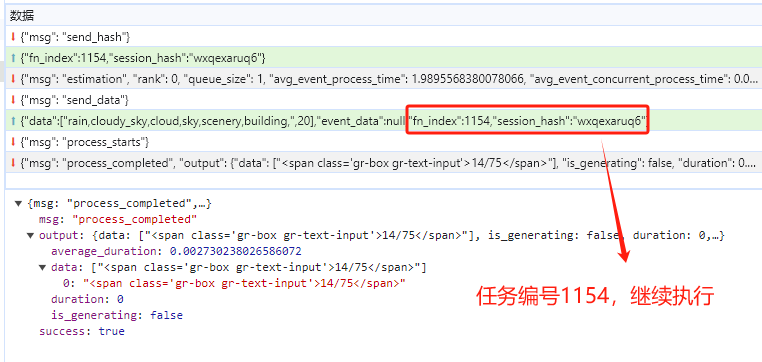 数据
{"msg": "send_hash"}
{"fn_index":1154,"session_hash":"wxqexaruq6"}
{"msg": "estimation", "rank": 0, "queue_size": 1, "avg_event_process_time": 1.9895568380078066, "avg_event_concurrent_process_time": 0.0...
{"msg": "send_data"}
{"data":["rain,cloudy_sky,cloud,sky,scenery,building,",20],"event_data":null,"fn_index":1154,"session_hash":"wxqexaruq6"}
{"msg": "process_starts"}
{"msg": "process_completed", "output": {"data": ["<span class='gr-box gr-text-input'>14/75</span>"], "is_generating": false, "duration": 0....
{msg: "process_completed",…}
msg: "process_completed"
output: {data: ["<span class='gr-box gr-text-input'>14/75</span>"], is_generating: false, duration: 0,…}
average_duration: 0.002730238026586072
data: ["<span class='gr-box gr-text-input'>14/75</span>"]
0: "<span class='gr-box gr-text-input'>14/75</span>"
duration: 0
is_generating: false
success: true
任务编号1154，继续执行